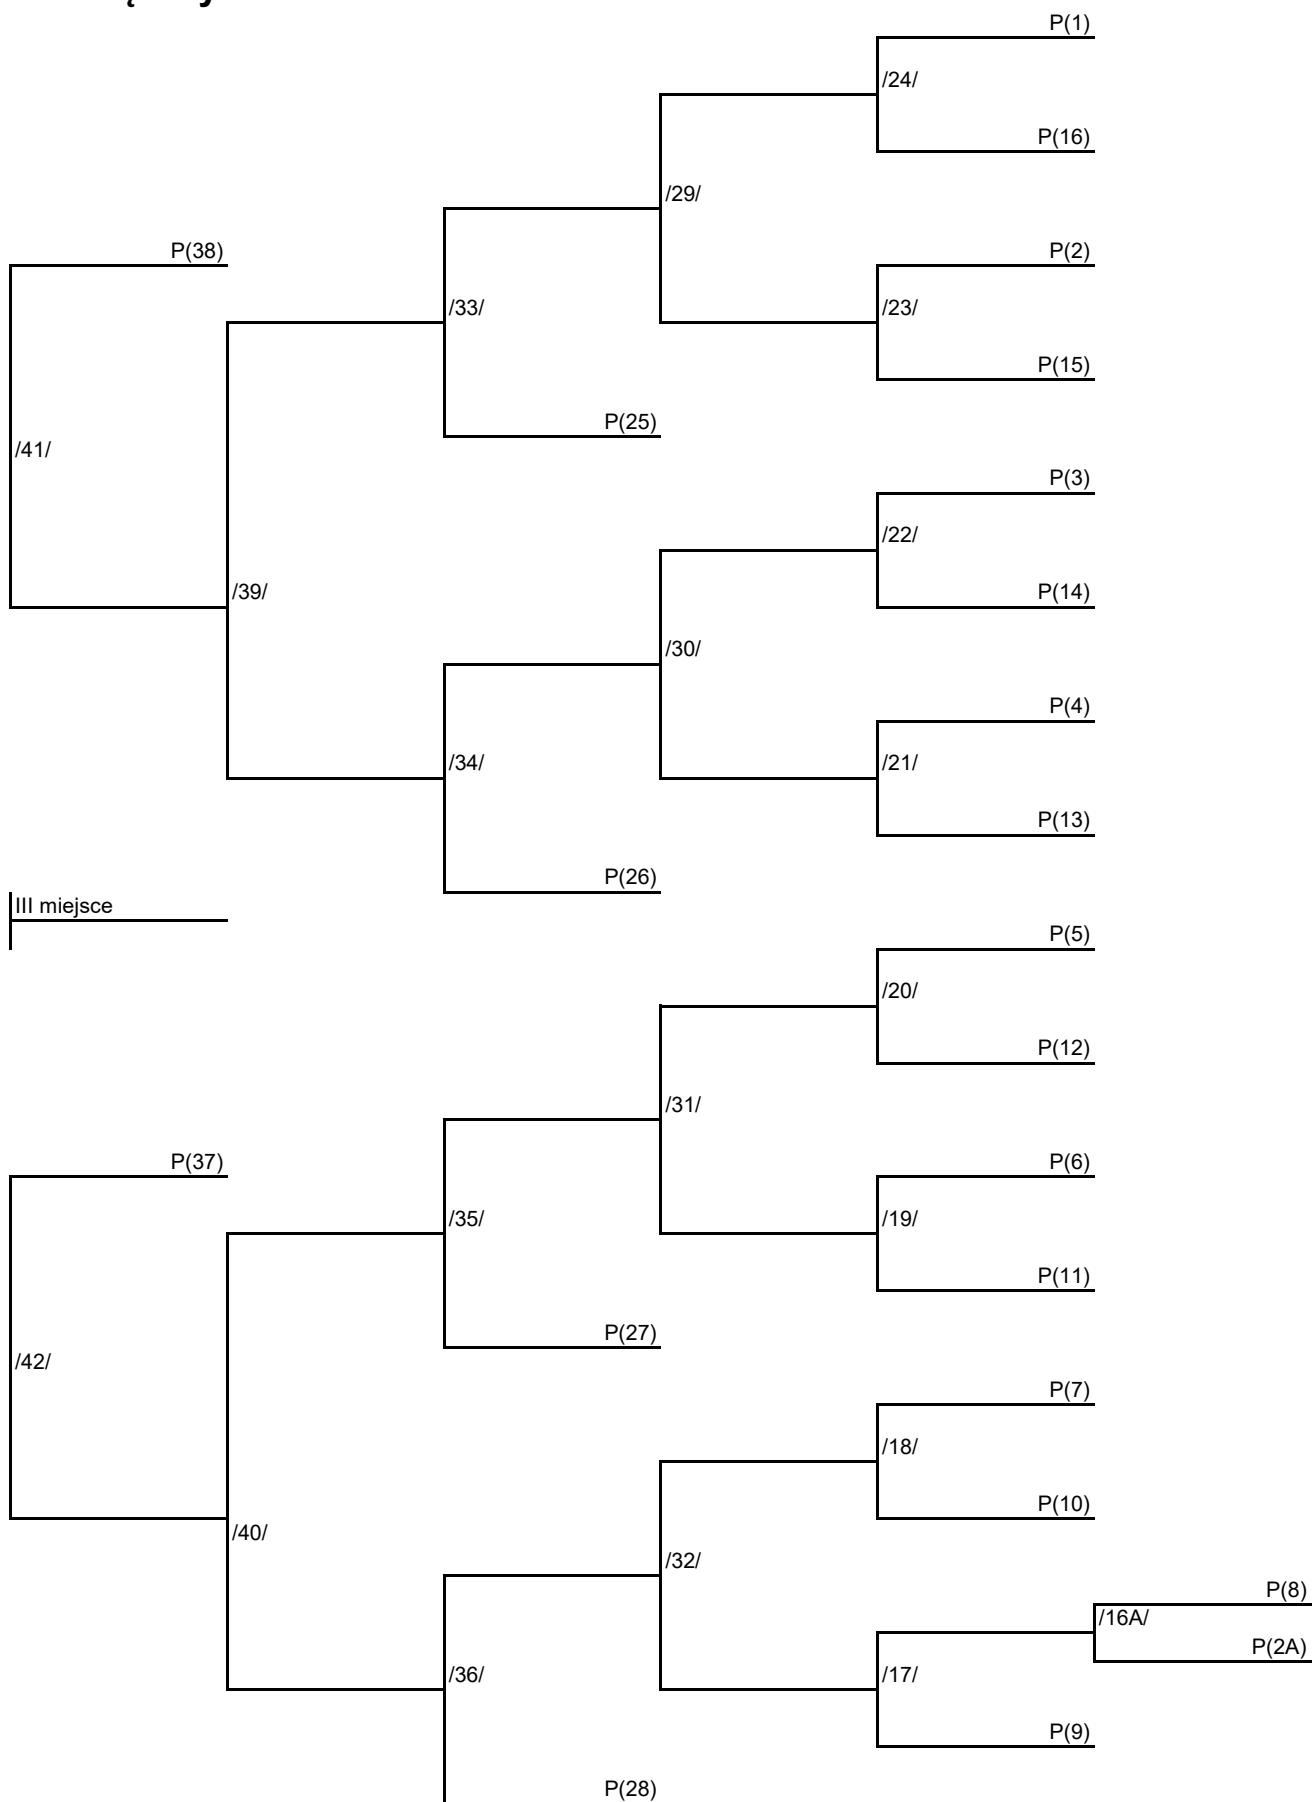 P(1)
/24/
P(16)
/29/
P(38)
P(2)
/33/
/23/
P(15)
P(25)
/41/
P(3)
/22/
/39/
P(14)
/30/
P(4)
/34/
/21/
P(13)
P(26)
III miejsce
P(5)
/20/
P(12)
/31/
P(37)
P(6)
/35/
/19/
P(11)
P(27)
/42/
P(7)
/18/
P(10)
/40/
/32/
P(8)
/16A/
P(2A)
/36/
/17/
P(9)
P(28)